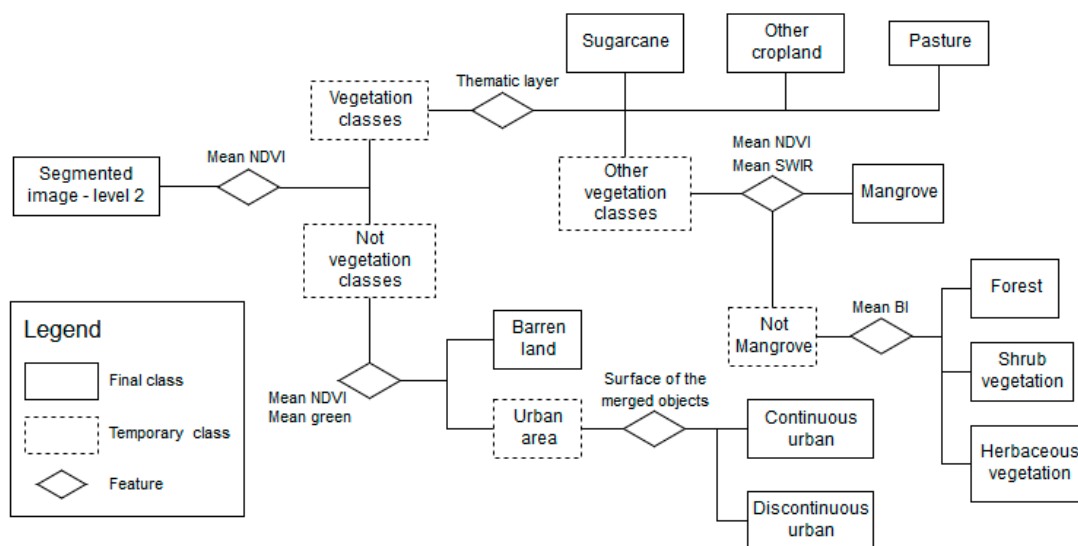 Sugarcane
Other
cropland
Pasture
Thematic layer
Vegetation
classes
Mean NDVI
Segmented
image - level 2
Other
vegetation
classes
Mean NDVI
Mean SWIR
Mangrove
Not
vegetation
classes
Not
Mangrove
Mean BI
Forest
Shrub
vegetation
Herbaceous
vegetation
Mean NDVI
Mean green
Barren
land
Urban
area
Surface of the
merged objects
Continuous
urban
Discontinuous
urban
Legend
Final class
Temporary class
Feature